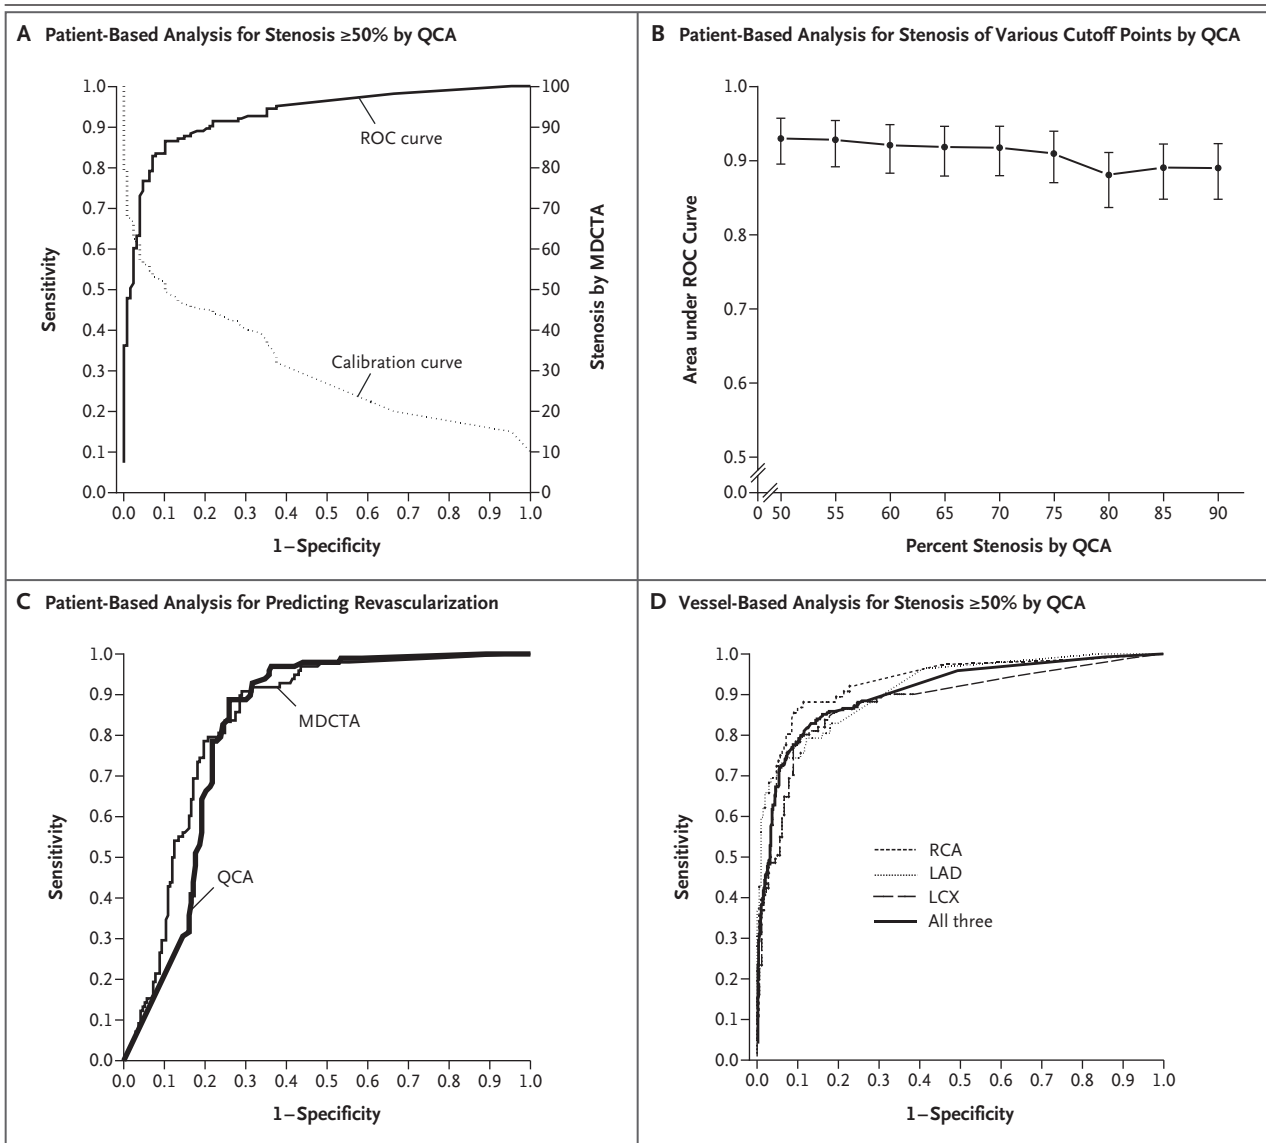 A Patient-Based Analysis for Stenosis ≥50% by QCA
1.0
0.9
0.8
0.7
0.6
0.5
0.4
0.3
0.2
0.1
0.0
Sensitivity
100
90
80
70
60
50
40
30
20
10
0
Stenosis by MDCTA
ROC curve
Calibration curve
0.0 0.1 0.2 0.3 0.4 0.5 0.6 0.7 0.8 0.9 1.0
1–Specificity
B Patient-Based Analysis for Stenosis of Various Cutoff Points by QCA
1.0
0.9
0.8
0.7
0.6
0.5
0.0
Area under ROC Curve
0 50 55 60 65 70 75 80 85 90
Percent Stenosis by QCA
C Patient-Based Analysis for Predicting Revascularization
1.0
0.9
0.8
0.7
0.6
0.5
0.4
0.3
0.2
0.1
0.0
Sensitivity
MDCTA
QCA
0.0 0.1 0.2 0.3 0.4 0.5 0.6 0.7 0.8 0.9 1.0
1–Specificity
D Vessel-Based Analysis for Stenosis ≥50% by QCA
1.0
0.9
0.8
0.7
0.6
0.5
0.4
0.3
0.2
0.1
0.0
Sensitivity
RCA
LAD
LCX
All three
0.0 0.1 0.2 0.3 0.4 0.5 0.6 0.7 0.8 0.9 1.0
1–Specificity